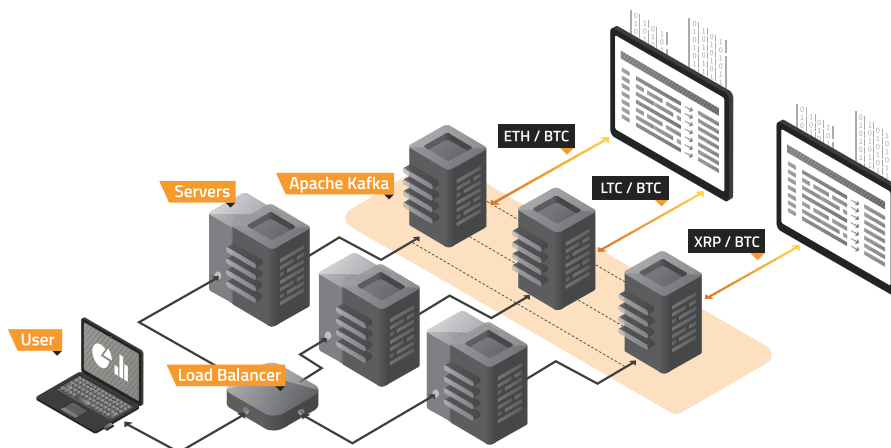 ETH / BTC
Servers
Apache Kafka
LTC / BTC
XRP / BTC
User
Load Balancer